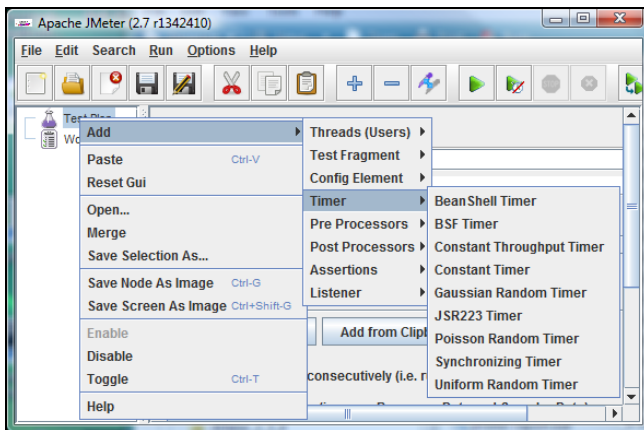 Apache JMeter (2.7 r1342410)
File Edit Search Run Options Help
Test Plan
Add
Paste Ctrl-V
Reset Gui
Open...
Merge
Save Selection As...
Save Node As Image Ctrl-G
Save Screen As Image Ctrl+Shift-G
Enable
Disable
Toggle Ctrl-T
Help
Threads (Users)
Test Fragment
Config Element
Timer
Pre Processors
Post Processors
Assertions
Listener
BeanShell Timer
BSF Timer
Constant Throughput Timer
Constant Timer
Gaussian Random Timer
JSR223 Timer
Poisson Random Timer
Synchronizing Timer
Uniform Random Timer
Add from Clipb
consecutively (i.e. r